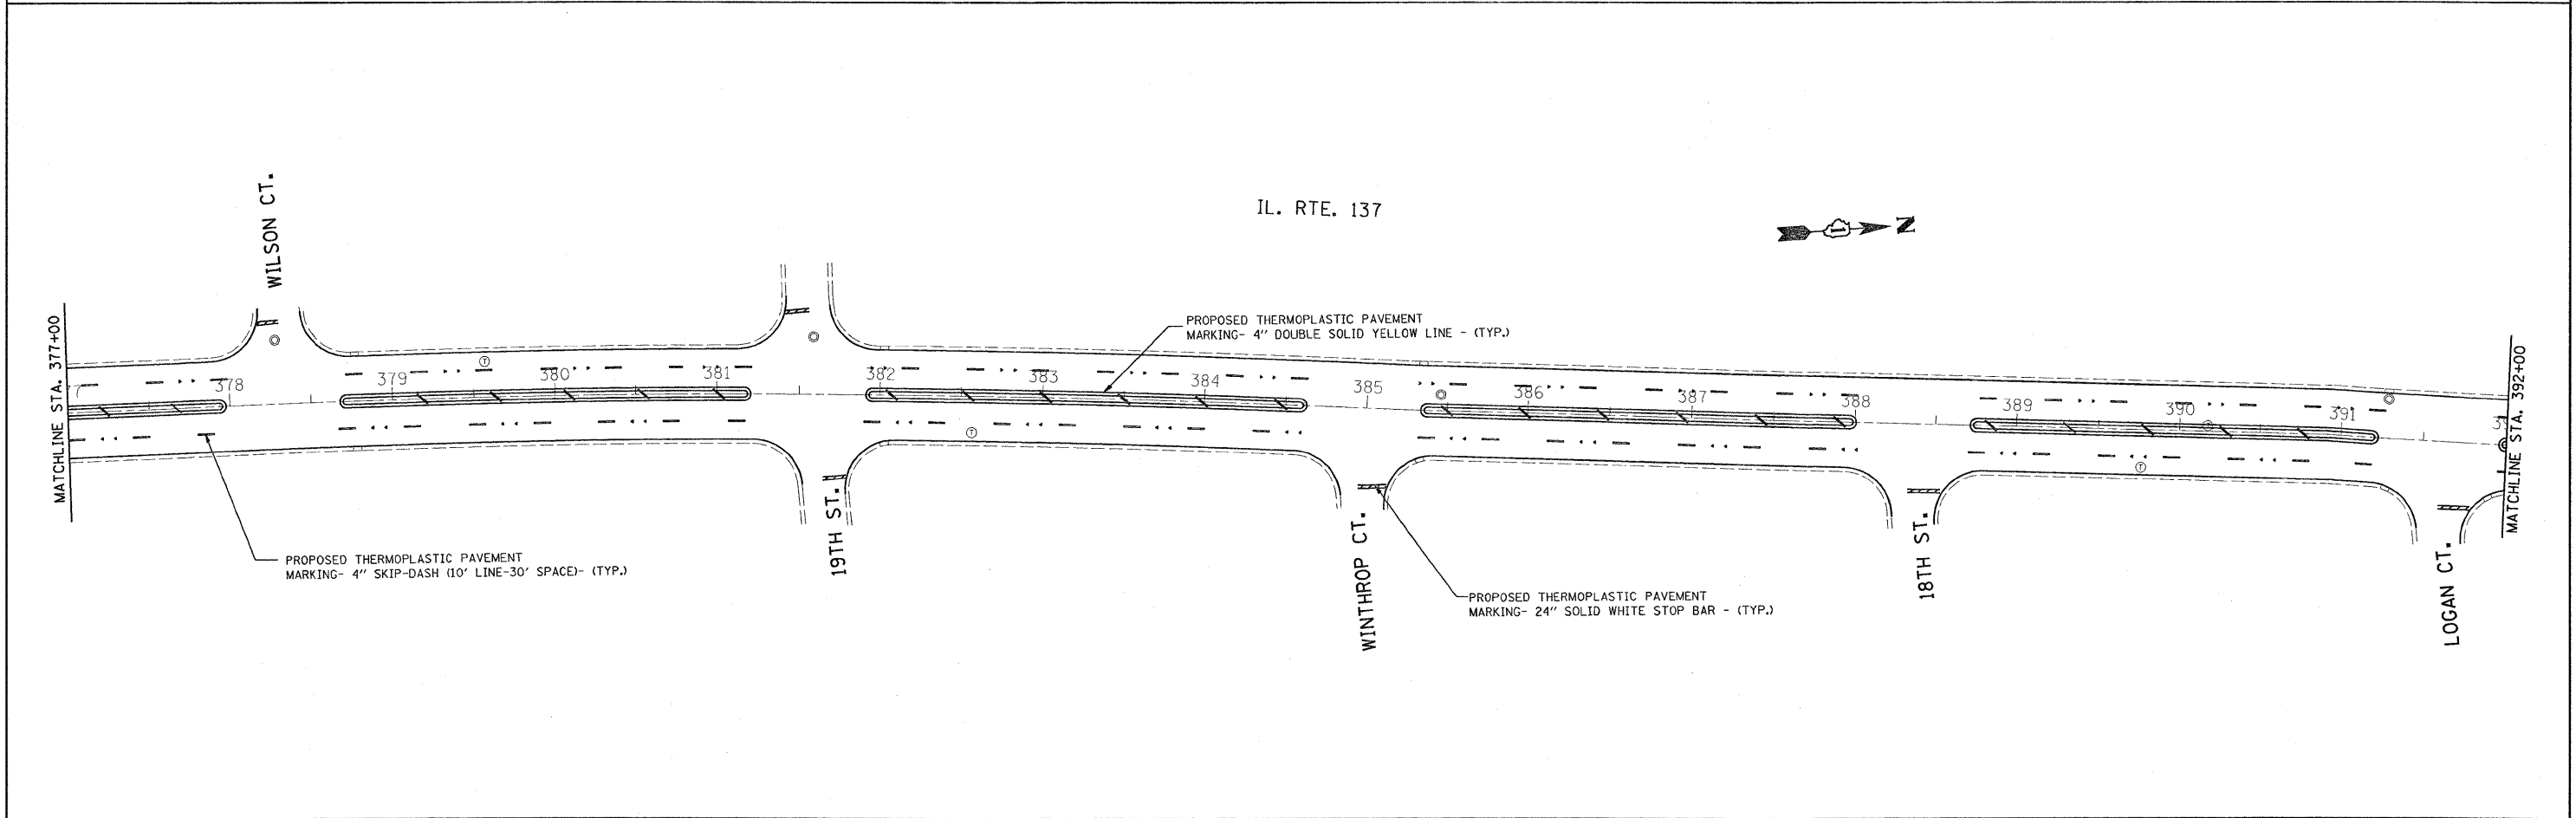 IL. RTE. 137
N
WILSON CT.
MATCHLINE STA. 377+00
PROPOSED THERMOPLASTIC PAVEMENT
MARKING- 4" DOUBLE SOLID YELLOW LINE - (TYP.)
378
379
380
381
382
383
384
385
386
387
388
389
390
391
MATCHLINE STA. 392+00
T
T
T
T
PROPOSED THERMOPLASTIC PAVEMENT
MARKING- 4" SKIP-DASH (10' LINE-30' SPACE)- (TYP.)
19TH ST.
WINTHROP CT.
PROPOSED THERMOPLASTIC PAVEMENT
MARKING- 24" SOLID WHITE STOP BAR - (TYP.)
18TH ST.
LOGAN CT.